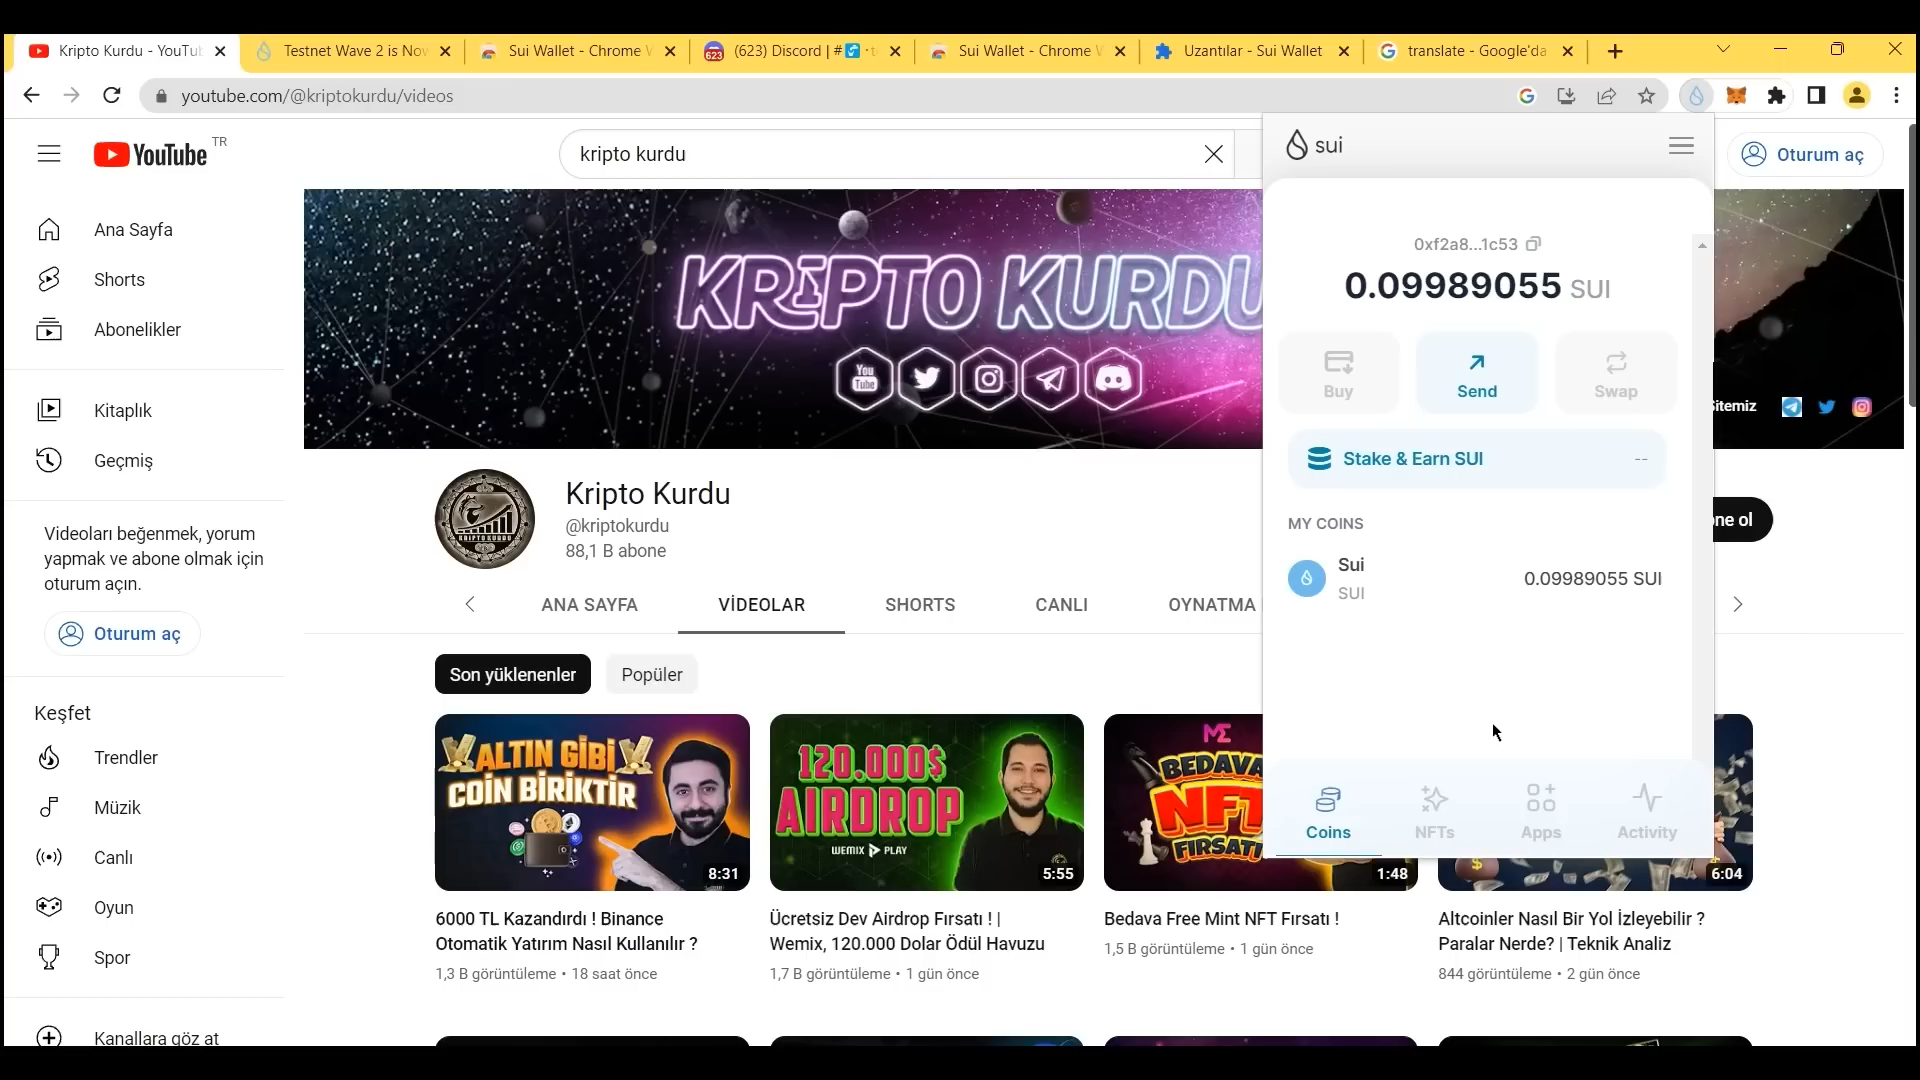 Kripto Kurdu - YouTu
Testnet Wave 2 is Now
Sui Wallet - Chrome W
623
(623) Discord | #
Sui Wallet - Chrome W
Uzantılar - Sui Wallet
translate - Google'da
youtube.com/@kriptokurdu/videos
YouTube
TR
kripto kurdu
Oturum aç
Ana Sayfa
Shorts
Abonelikler
Kitaplık
Geçmiş
Videoları beğenmek, yorum
yapmak ve abone olmak için
oturum açın.
Oturum aç
Keşfet
Trendler
Müzik
Canlı
Oyun
Spor
Kanallara göz at
KRIPTO KURDU
You
Tube
Sitemiz
KRIPTO KURDU
Kripto Kurdu
@kriptokurdu
88,1 B abone
ne ol
ANA SAYFA
VİDEOLAR
SHORTS
CANLI
OYNATMA
Son yüklenenler
Popüler
ALTIN GİBİ
COİN BİRİKTİR
8:31
6000 TL Kazandırdı ! Binance
Otomatik Yatırım Nasıl Kullanılır ?
1,3 B görüntüleme • 18 saat önce
120.000$
AIRDROP
WEMIX PLAY
5:55
Ücretsiz Dev Airdrop Fırsatı ! |
Wemix, 120.000 Dolar Ödül Havuzu
1,7 B görüntüleme • 1 gün önce
ME
BEDAVA
NFT
FIRSATI
1:48
Bedava Free Mint NFT Fırsatı !
1,5 B görüntüleme • 1 gün önce
6:04
Altcoinler Nasıl Bir Yol İzleyebilir ?
Paralar Nerde? | Teknik Analiz
844 görüntüleme • 2 gün önce
sui
0xf2a8...1c53
0.09989055 SUI
Buy
Send
Swap
Stake & Earn SUI
--
MY COINS
Sui
SUI
0.09989055 SUI
Coins
NFTs
Apps
Activity